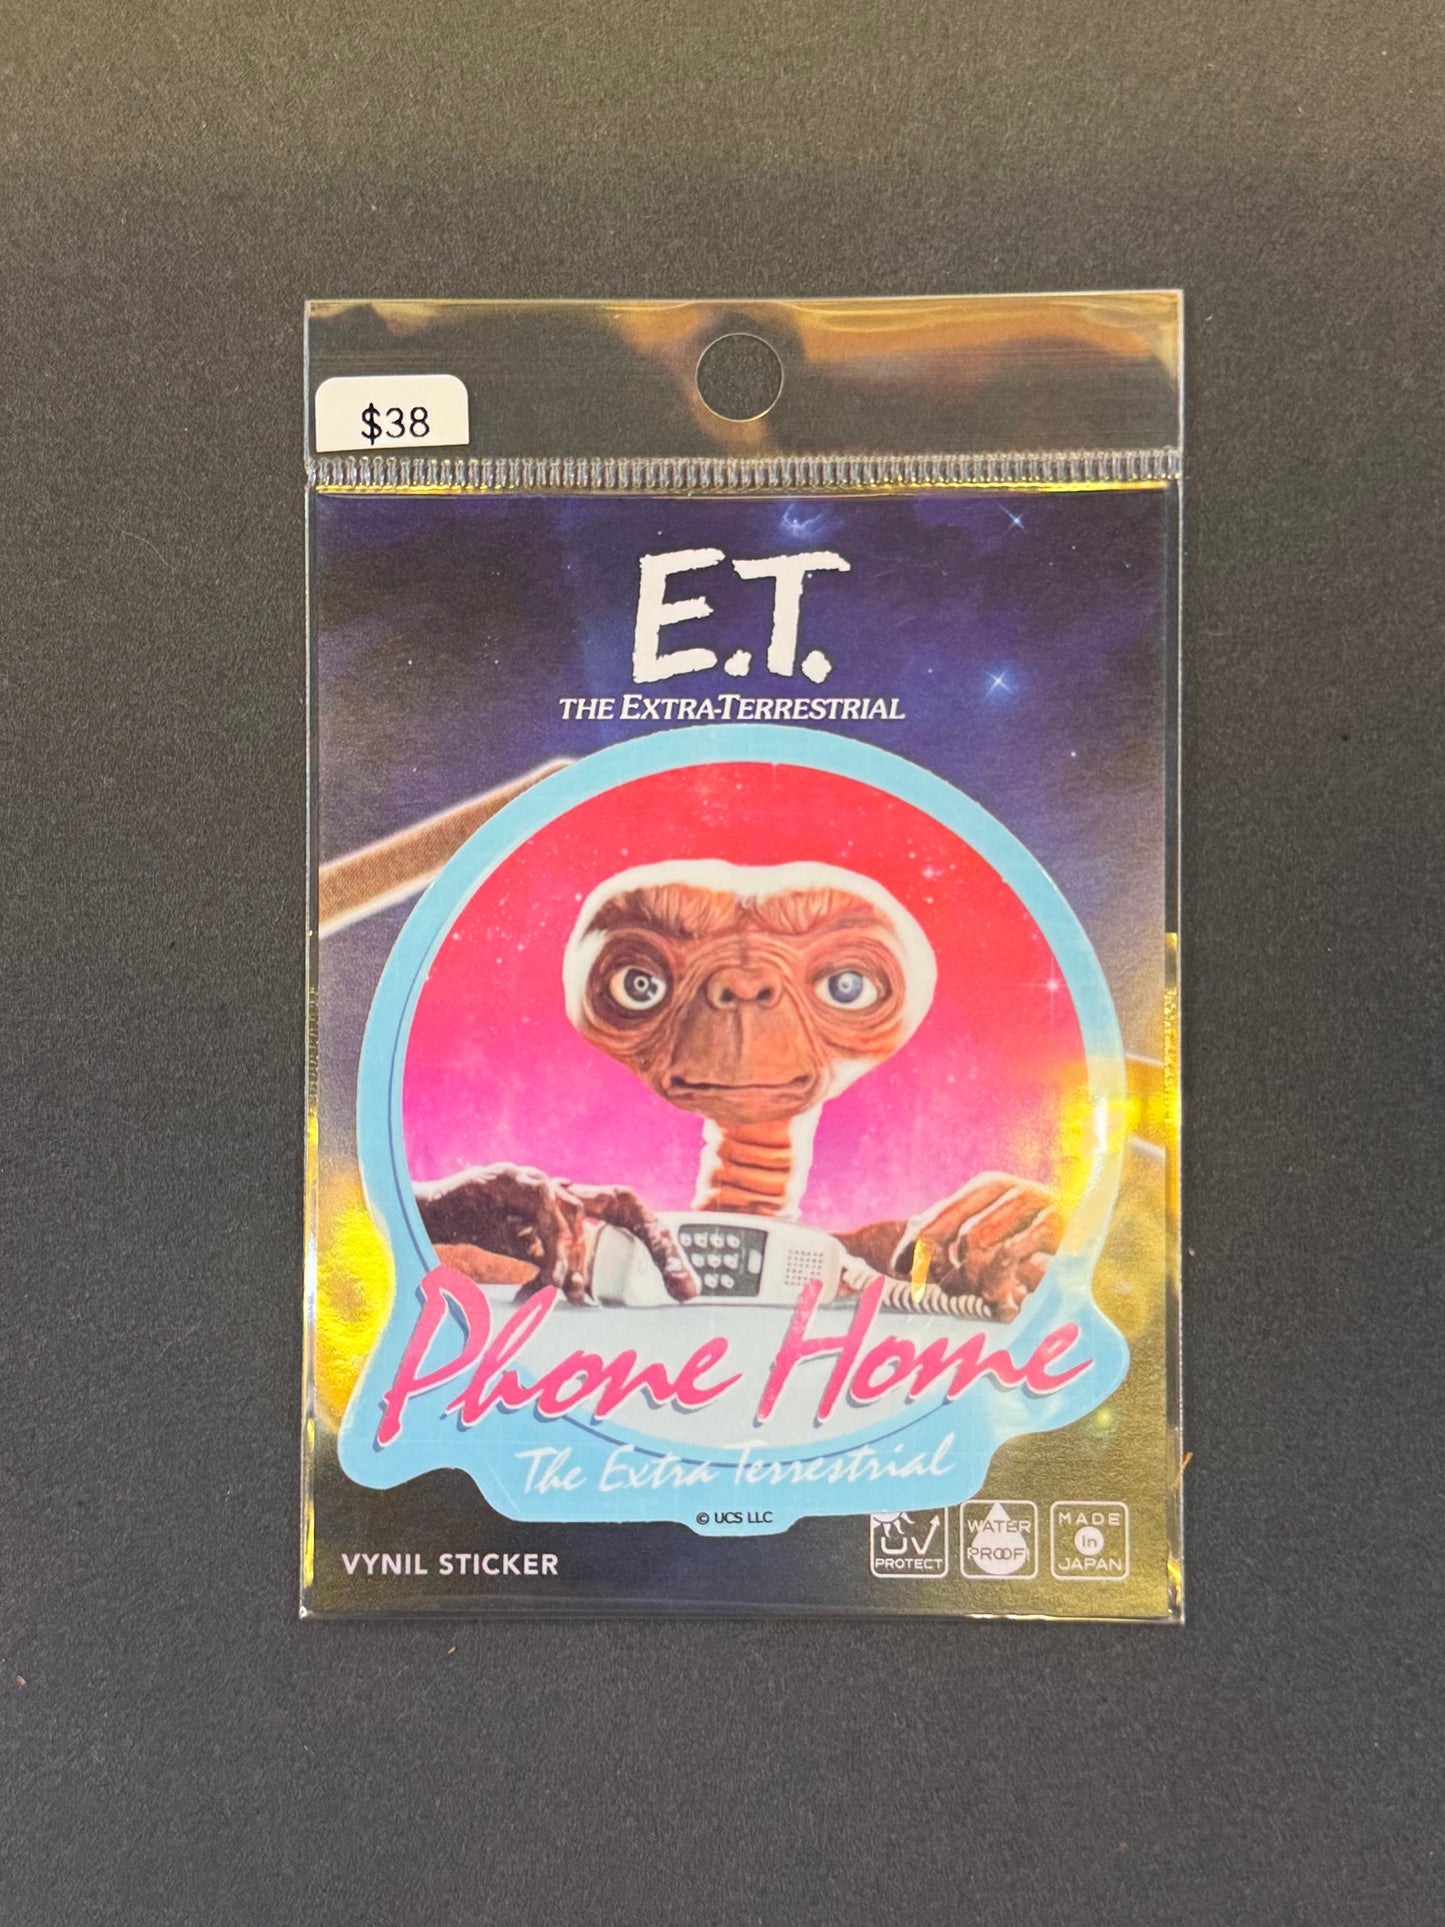 $38
E.T.
THE EXTRA-TERRESTRIAL
Phone Home
The Extra Terrestrial
© UCS LLC
VYNIL STICKER
UV
PROTECT
WATER
PROOF
MADE
In
JAPAN